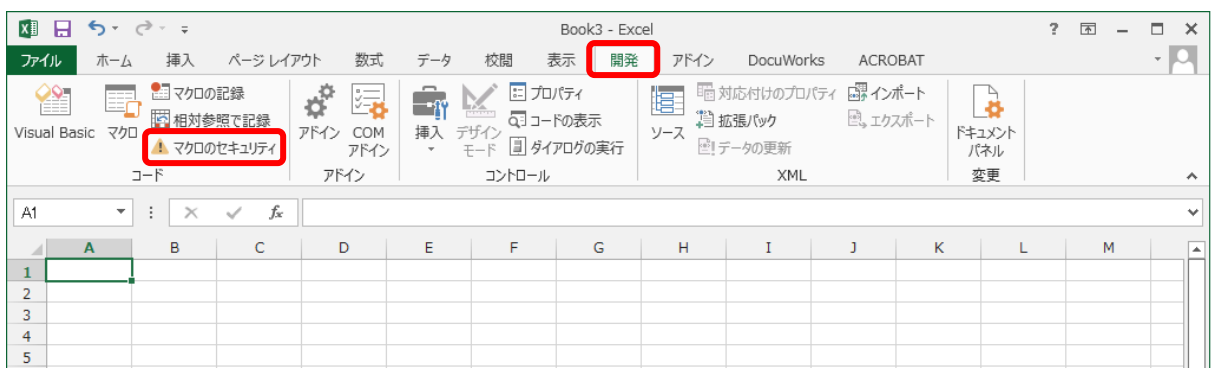 Book3 - Excel
?
ファイル ホーム 挿入 ページ レイアウト 数式 データ 校閲 表示 開発 アドイン DocuWorks ACROBAT
Visual Basic
マクロ
マクロの記録
相対参照で記録
マクロのセキュリティ
コード
アドイン
COM
アドイン
アドイン
挿入
デザイン
モード
プロパティ
コードの表示
ダイアログの実行
コントロール
ソース
対応付けのプロパティ
拡張パック
データの更新
インポート
エクスポート
XML
ドキュメント
パネル
変更
A1 fx
A B C D E F G H I J K L M
1
2
3
4
5